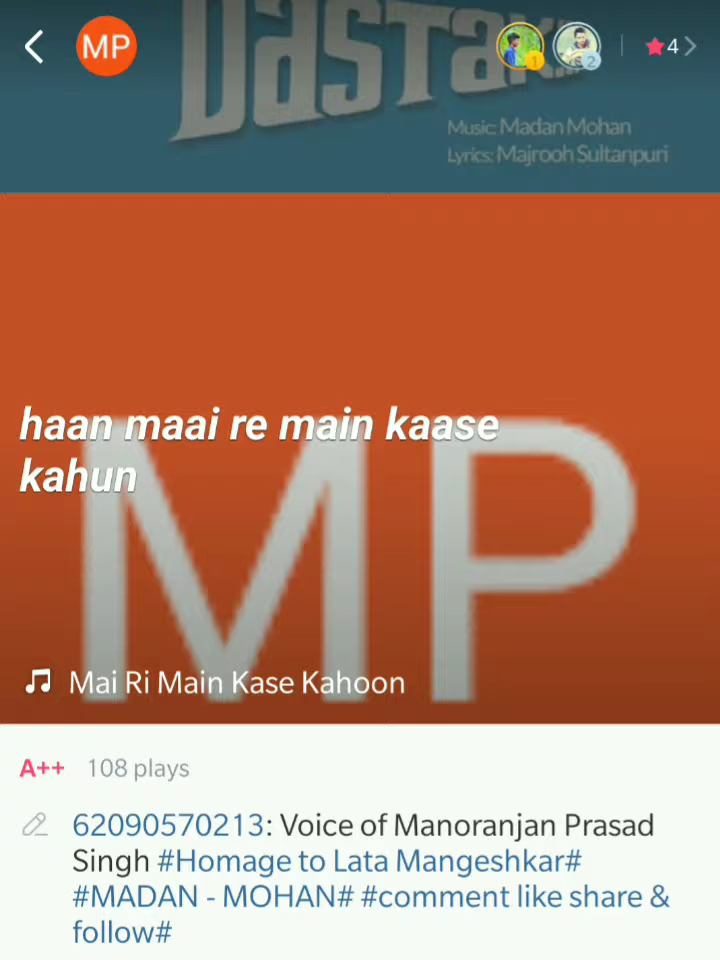 MP
Dastak...
Music: Madan Mohan
Lyrics: Majrooh Sultanpuri
1
2
4
haan maai re main kaase
kahun
MP
Mai Ri Main Kase Kahoon
A++ 108 plays
62090570213: Voice of Manoranjan Prasad
Singh #Homage to Lata Mangeshkar#
#MADAN - MOHAN# #comment like share &
follow#